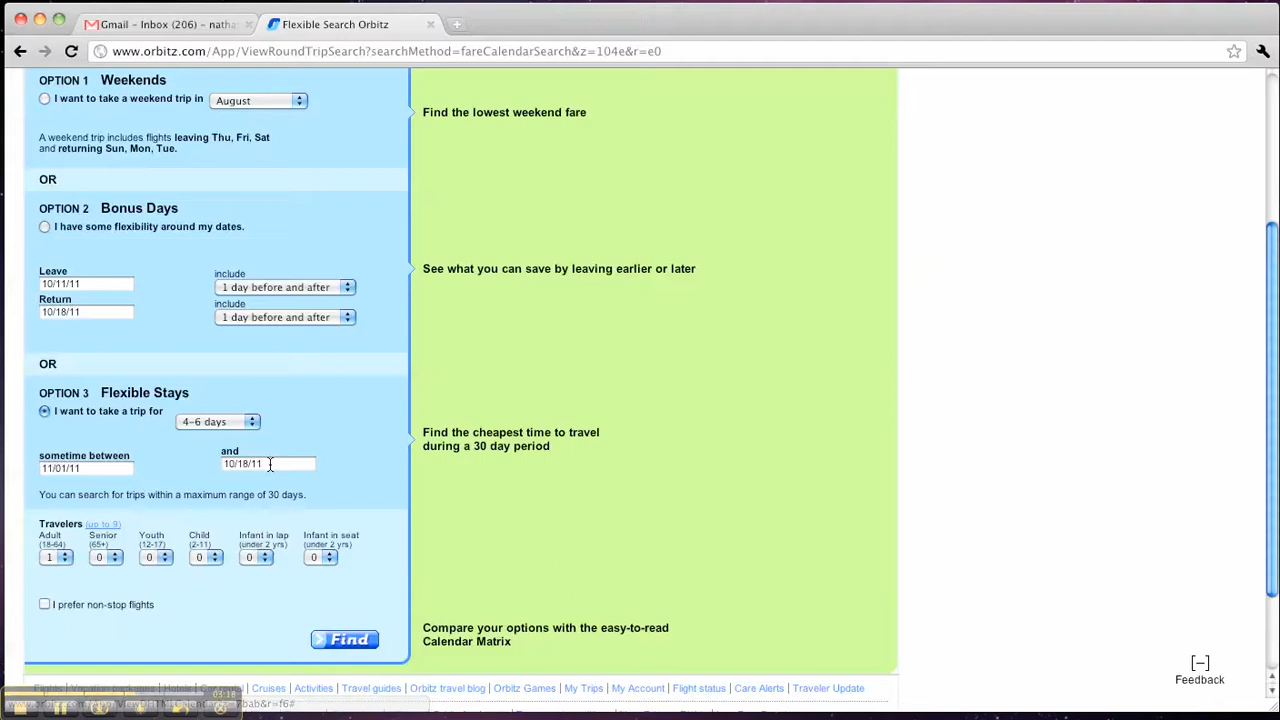 Gmail - Inbox (206) - natha
Flexible Search Orbitz
www.orbitz.com/App/ViewRoundTripSearch?searchMethod=fareCalendarSearch&z=104e&r=e0
OPTION 1 Weekends
I want to take a weekend trip in August
Find the lowest weekend fare
A weekend trip includes flights leaving Thu, Fri, Sat
and returning Sun, Mon, Tue.
OR
OPTION 2 Bonus Days
I have some flexibility around my dates.
Leave include
10/11/11 1 day before and after
See what you can save by leaving earlier or later
Return include
10/18/11 1 day before and after
OR
OPTION 3 Flexible Stays
I want to take a trip for 4-6 days
Find the cheapest time to travel
during a 30 day period
sometime between and
11/01/11 10/18/11
You can search for trips within a maximum range of 30 days.
Travelers (up to 9)
Adult Senior Youth Child Infant in lap Infant in seat
(18-64) (65+) (12-17) (2-11) (under 2 yrs) (under 2 yrs)
1 0 0 0 0 0
I prefer non-stop flights
Find
Compare your options with the easy-to-read
Calendar Matrix
[-]
Feedback
Cruises | Activities | Travel guides | Orbitz travel blog | Orbitz Games | My Trips | My Account | Flight status | Care Alerts | Traveler Update
03:18